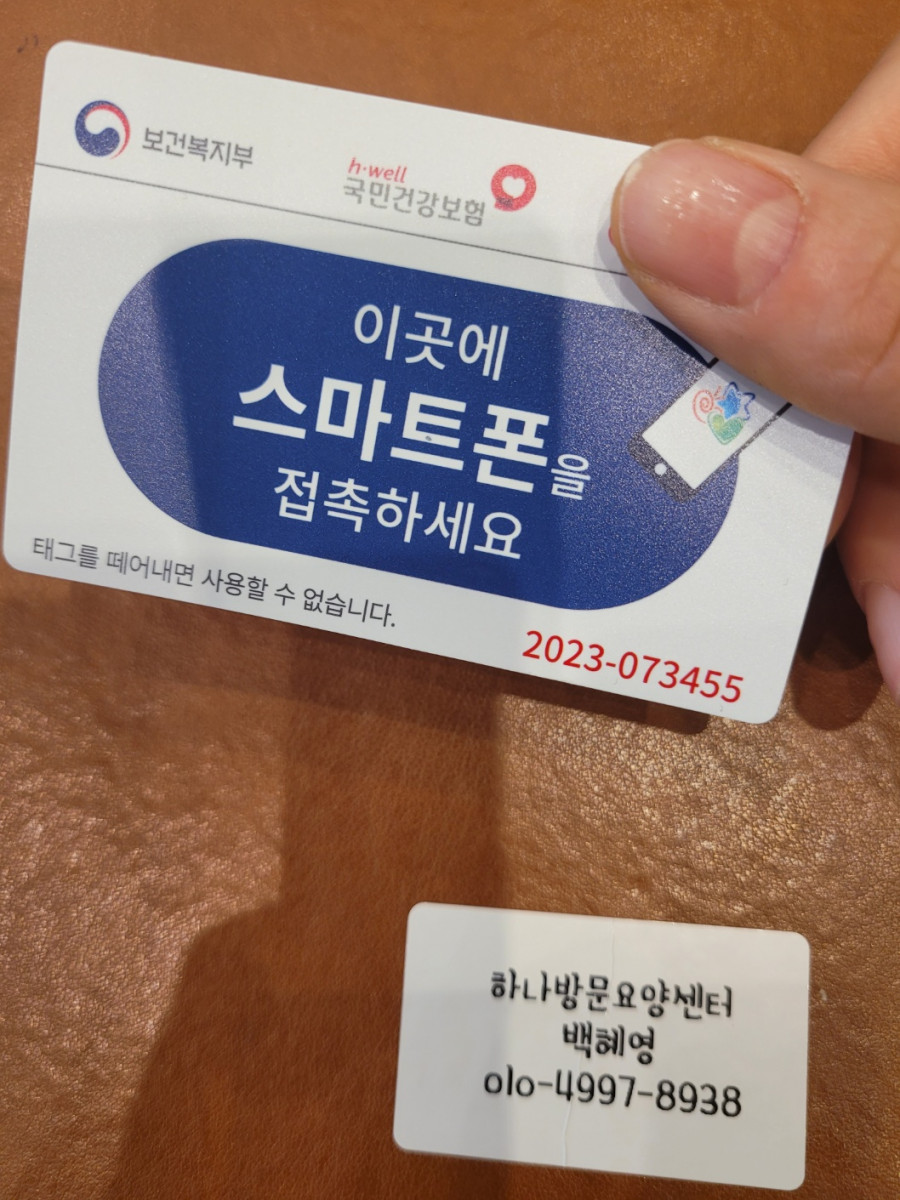 보건복지부
h·well
국민건강보험
이곳에
스마트폰을
접촉하세요
태그를 떼어내면 사용할 수 없습니다.
2023-073455
하나방문요양센터
백혜영
010-4997-8938